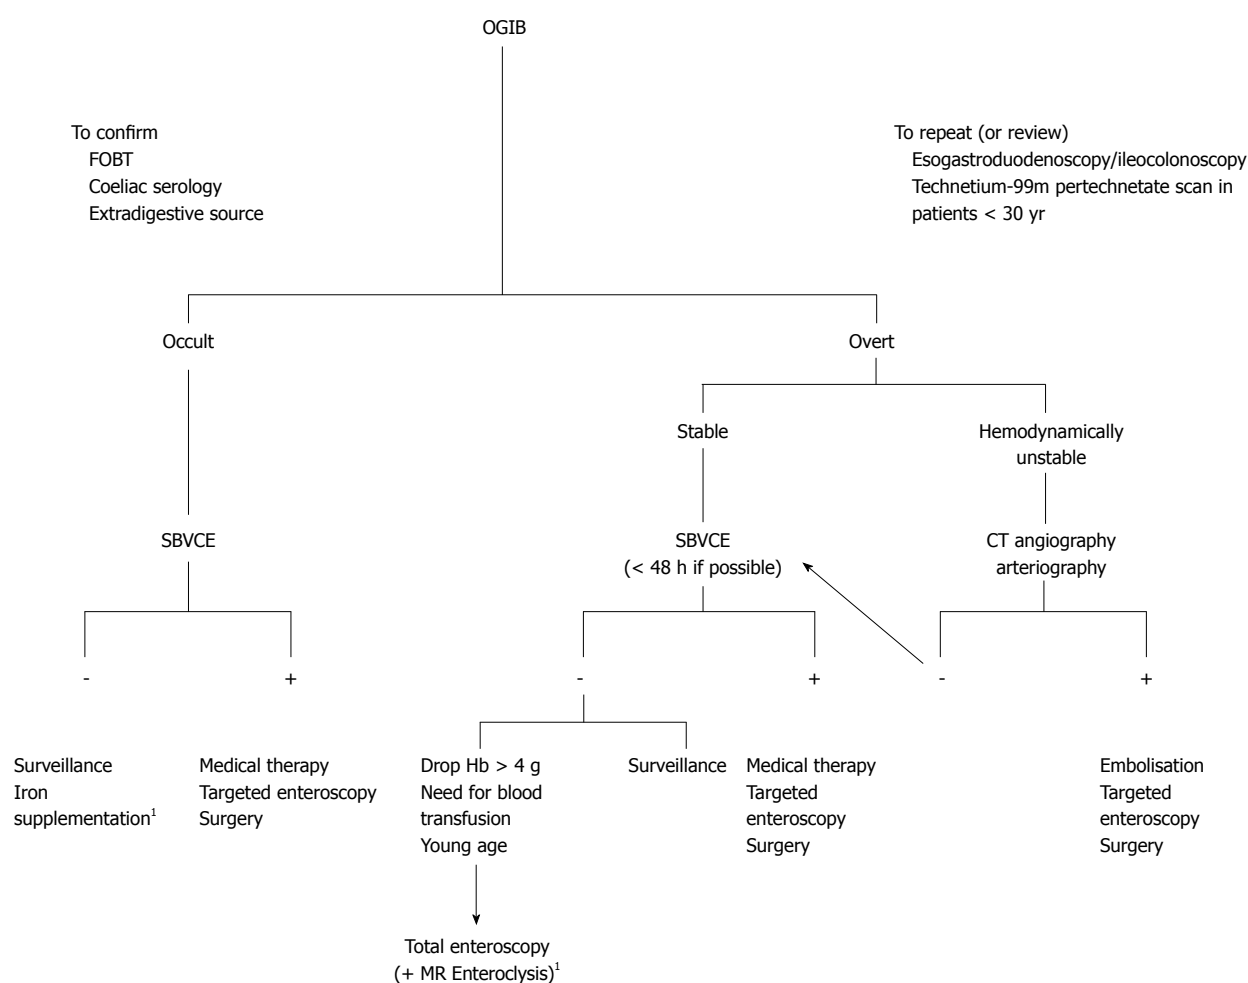 OGIB
To confirm
FOBT
Coeliac serology
Extradigestive source
To repeat (or review)
Esogastroduodenoscopy/ileocolonoscopy
Technetium-99m pertechnetate scan in
patients < 30 yr
Occult
Overt
Stable
Hemodynamically
unstable
SBVCE
SBVCE
(< 48 h if possible)
CT angiography
arteriography
-
+
-
+
-
+
Surveillance
Iron
supplementation¹
Medical therapy
Targeted enteroscopy
Surgery
Drop Hb > 4 g
Need for blood
transfusion
Young age
Surveillance
Medical therapy
Targeted
enteroscopy
Surgery
Embolisation
Targeted
enteroscopy
Surgery
Total enteroscopy
(+ MR Enteroclysis)¹